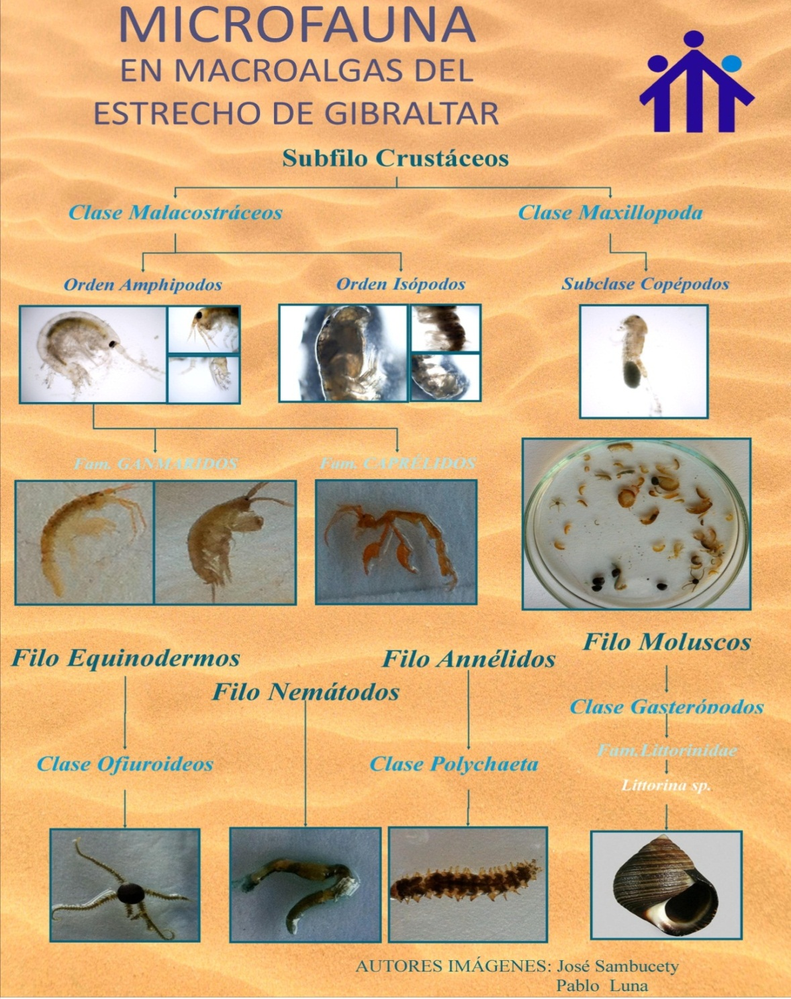 MICROFAUNA
EN MACROALGAS DEL
ESTRECHO DE GIBRALTAR
Subfilo Crustáceos
Clase Malacostráceos
Clase Maxillopoda
Orden Amphipodos
Orden Isópodos
Subclase Copépodos
Fam. GANMARIDOS
Fam. CAPRÉLIDOS
Filo Equinodermos
Filo Nemátodos
Filo Annélidos
Filo Moluscos
Clase Gasterópodos
Fam.Littorinidae
Littorina sp.
Clase Ofiuroideos
Clase Polychaeta
AUTORES IMÁGENES: José Sambucety
Pablo Luna